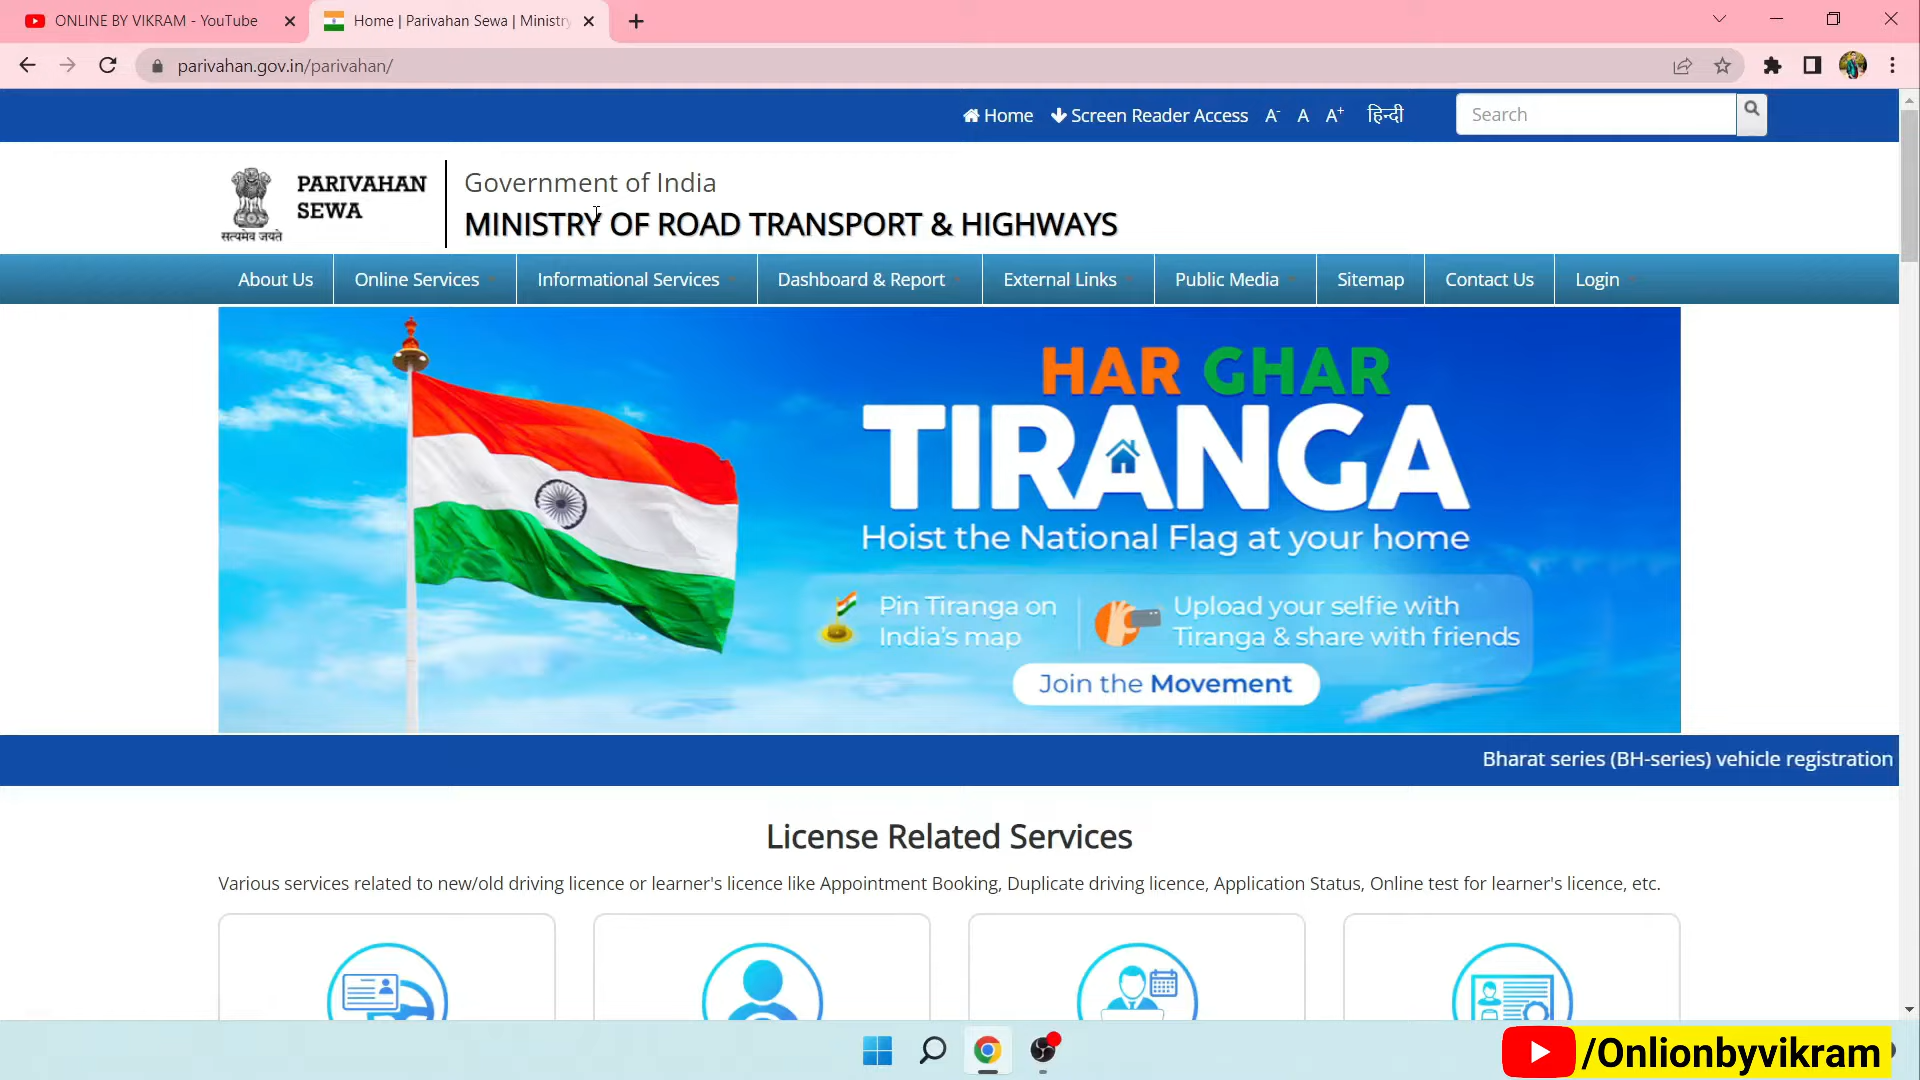 ONLINE BY VIKRAM - YouTube
Home | Parivahan Sewa | Ministry
parivahan.gov.in/parivahan/
Home
Screen Reader Access
A-
A
A+
हिन्दी
Search
सत्यमेव जयते
PARIVAHAN
SEWA
Government of India
MINISTRY OF ROAD TRANSPORT & HIGHWAYS
About Us
Online Services
Informational Services
Dashboard & Report
External Links
Public Media
Sitemap
Contact Us
Login
HAR GHAR
TIRANGA
Hoist the National Flag at your home
Pin Tiranga on
India's map
Upload your selfie with
Tiranga & share with friends
Join the Movement
Bharat series (BH-series) vehicle registration
License Related Services
Various services related to new/old driving licence or learner's licence like Appointment Booking, Duplicate driving licence, Application Status, Online test for learner's licence, etc.
/Onlionbyvikram